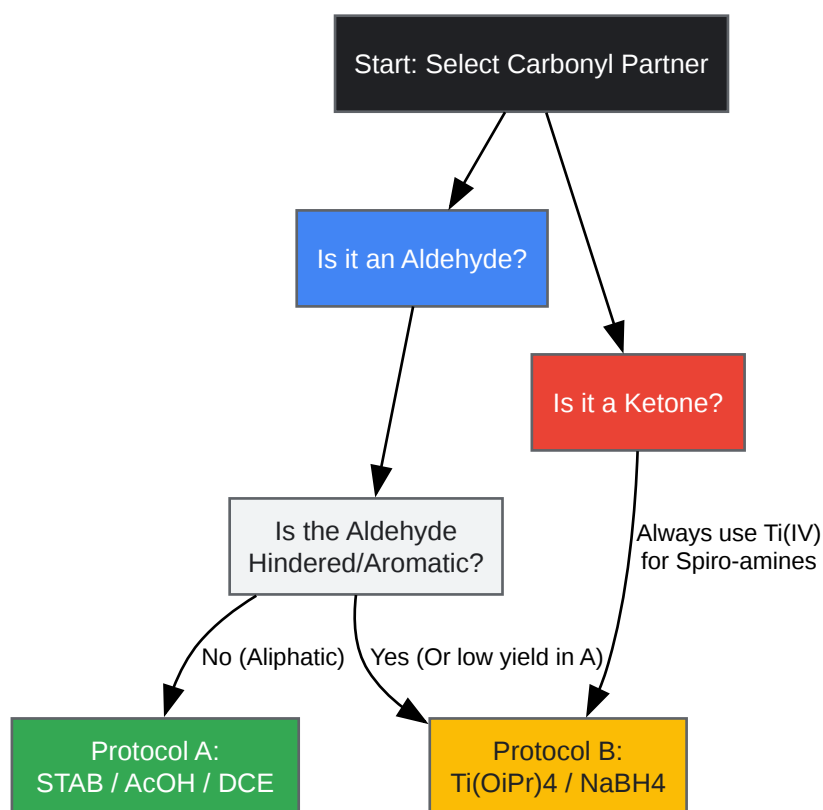 Start: Select Carbonyl Partner
Is it an Aldehyde?
Is it a Ketone?
Is the Aldehyde
Hindered/Aromatic?
Always use Ti(IV)
for Spiro-amines
No (Aliphatic)
Yes (Or low yield in A)
Protocol A:
STAB / AcOH / DCE
Protocol B:
Ti(OiPr)4 / NaBH4